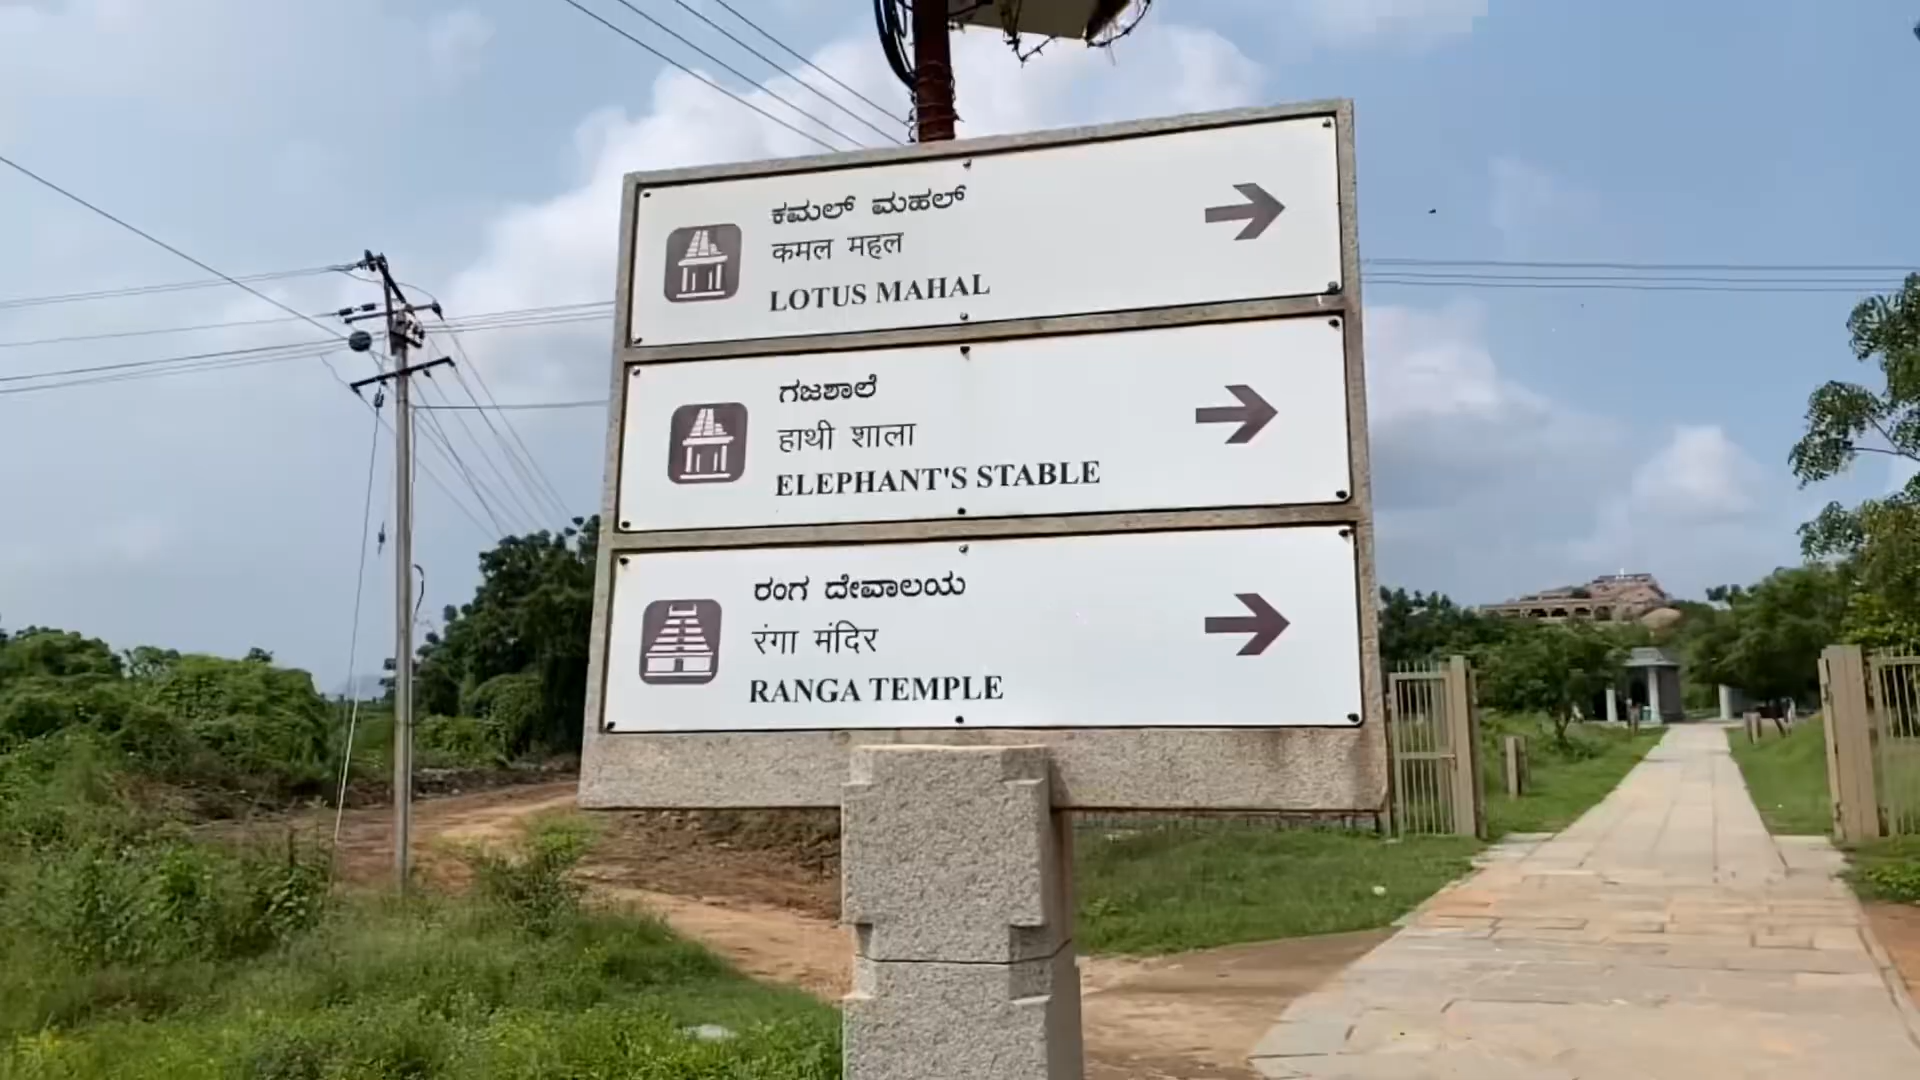 ಕಮಲ್ ಮಹಲ್
कमल महल
LOTUS MAHAL
ಗಜಶಾಲೆ
हाथी शाला
ELEPHANT'S STABLE
ರಂಗ ದೇವಾಲಯ
रंगा मंदिर
RANGA TEMPLE